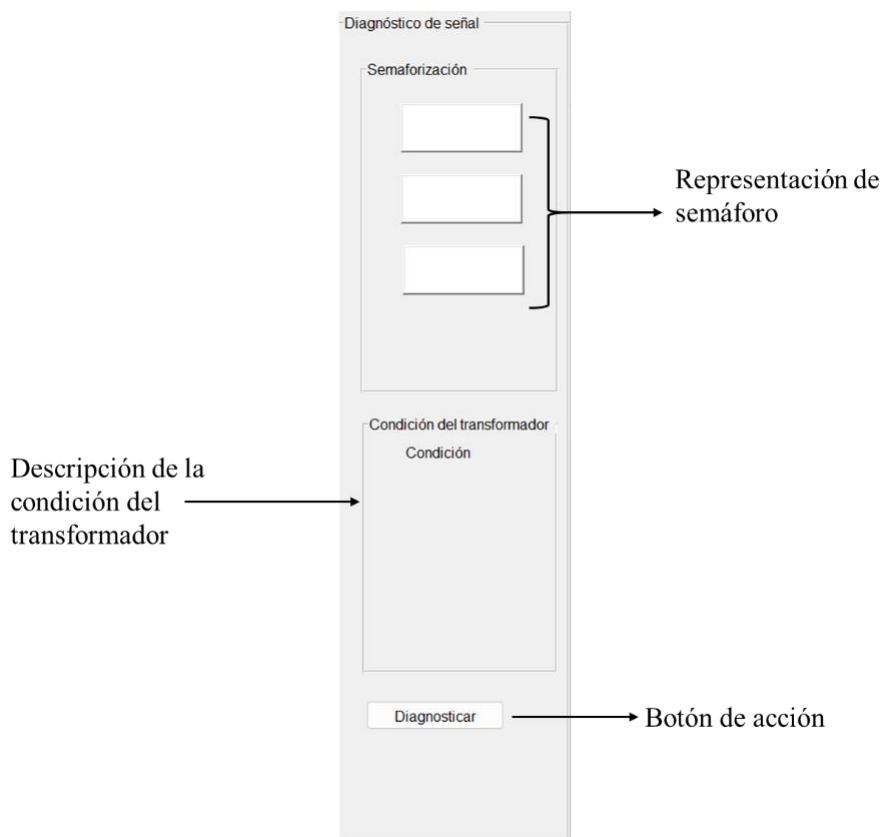 Diagnóstico de señal
Semaforización
Representación de
semáforo
Condición del transformador
Condición
Descripción de la
condición del
transformador
Diagnosticar
Botón de acción